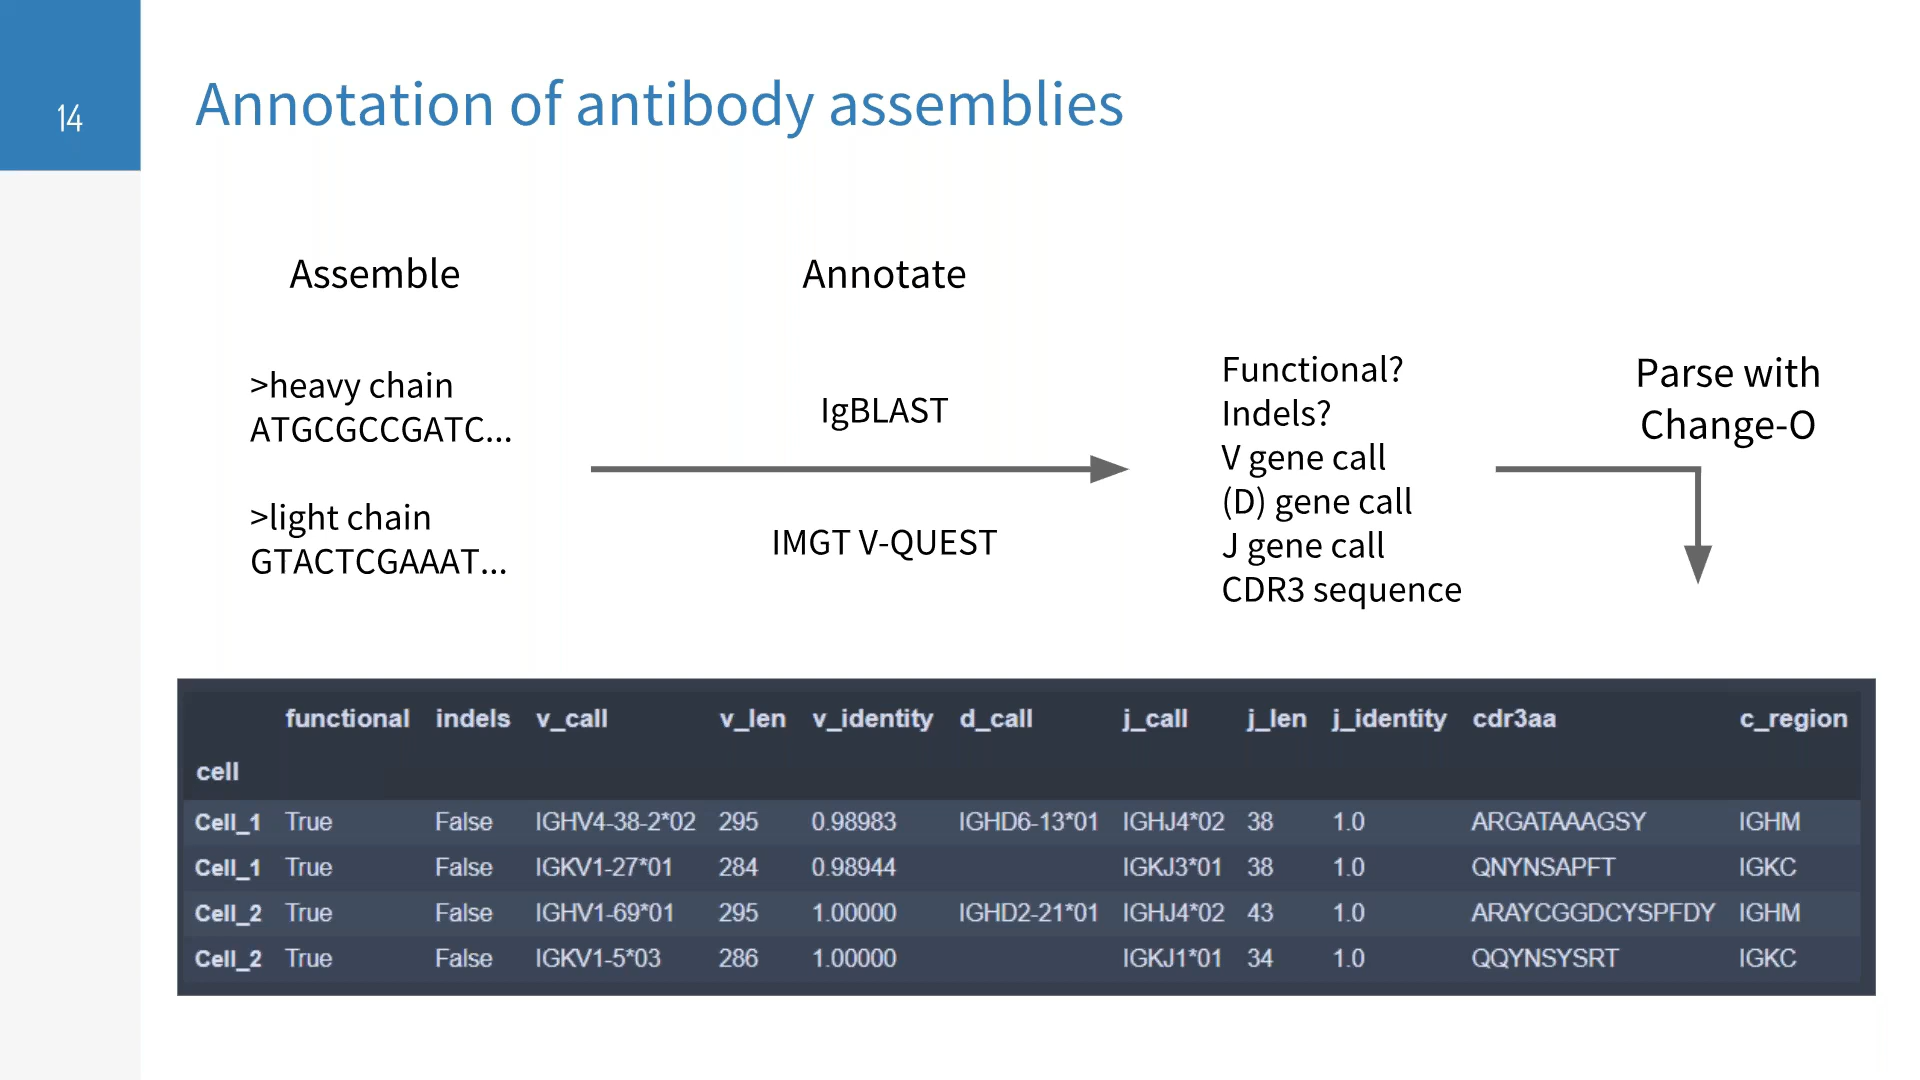 14
Annotation of antibody assemblies
Assemble
>heavy chain
ATGCGCCGATC...
>light chain
GTACTCGAAAT...
Annotate
IgBLAST
IMGT V-QUEST
Functional?
Indels?
V gene call
(D) gene call
J gene call
CDR3 sequence
Parse with
Change-O
functional indels v_call v_len v_identity d_call j_call j_len j_identity cdr3aa c_region
cell
Cell_1 True False IGHV4-38-2*02 295 0.98983 IGHD6-13*01 IGHJ4*02 38 1.0 ARGATAAAGSY IGHM
Cell_1 True False IGKV1-27*01 284 0.98944 IGKJ3*01 38 1.0 QNYNSAPFT IGKC
Cell_2 True False IGHV1-69*01 295 1.00000 IGHD2-21*01 IGHJ4*02 43 1.0 ARAYCGGDCYSPFDY IGHM
Cell_2 True False IGKV1-5*03 286 1.00000 IGKJ1*01 34 1.0 QQYNSYSRT IGKC